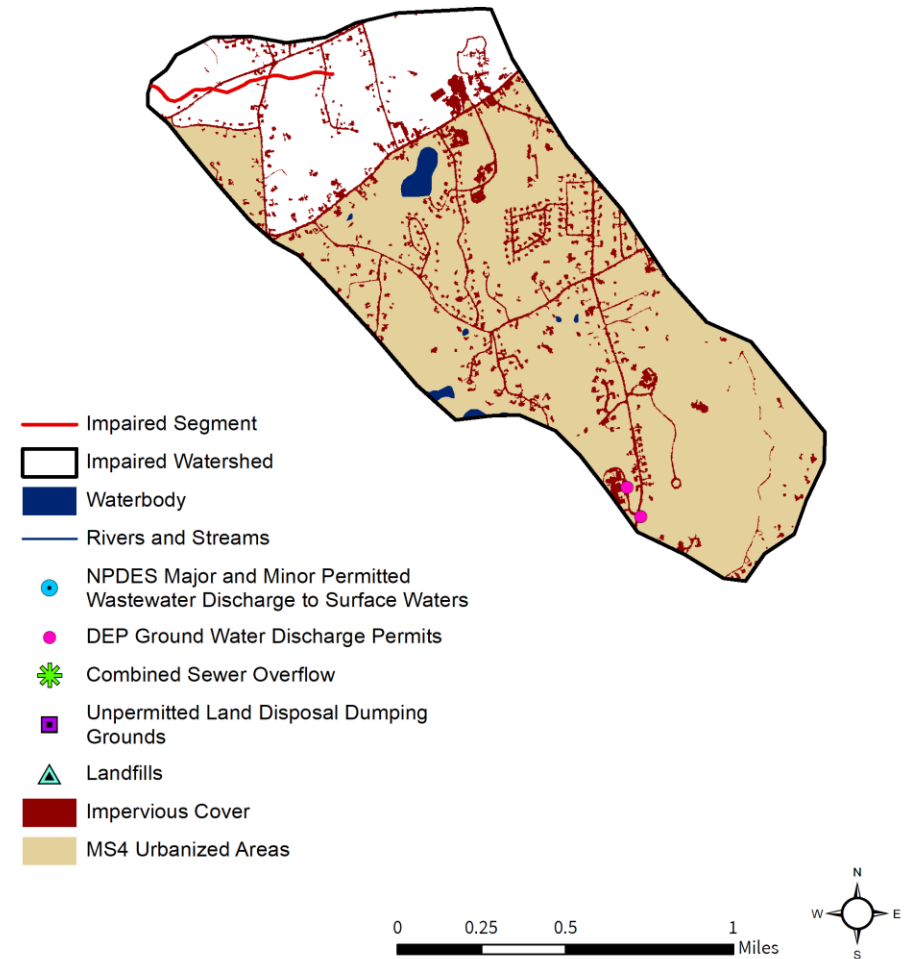 Impaired Segment
Impaired Watershed
Waterbody
Rivers and Streams
NPDES Major and Minor Permitted
Wastewater Discharge to Surface Waters
DEP Ground Water Discharge Permits
Combined Sewer Overflow
Unpermitted Land Disposal Dumping
Grounds
Landfills
Impervious Cover
MS4 Urbanized Areas
N
W E
S
0 0.25 0.5 1
Miles